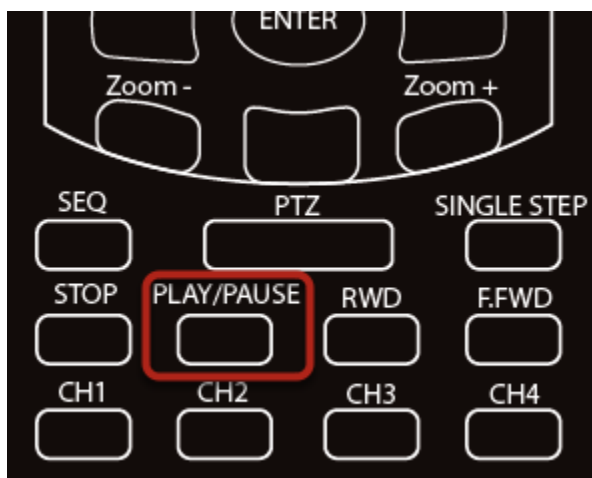 ENTER
Zoom - Zoom +
SEQ PTZ SINGLE STEP
STOP PLAY/PAUSE RWD F.FWD
CH1 CH2 CH3 CH4